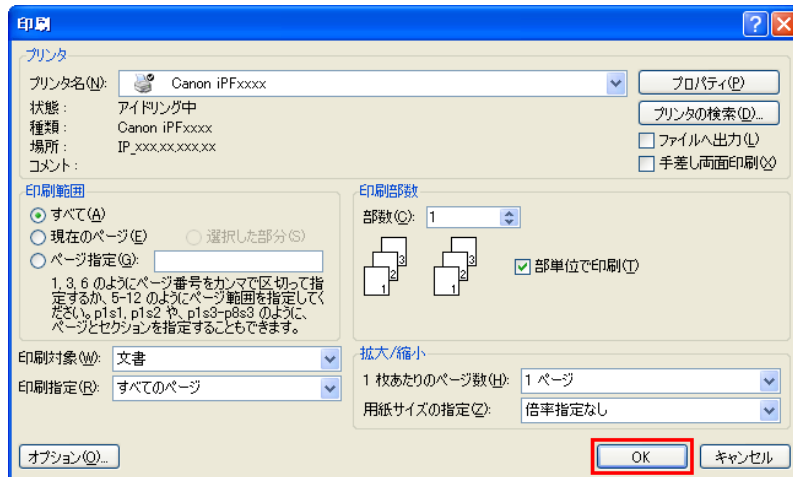 印刷
プリンタ
プリンタ名(N): Canon iPFxxxx プロパティ(P)
状態: アイドリング中 プリンタの検索(D)...
種類: Canon iPFxxxx
場所: IP_xxx,xx,xxx,xx ファイルへ出力(L)
コメント: 手差し両面印刷(X)
印刷範囲
すべて(A)
現在のページ(E) 選択した部分(S)
ページ指定(G):
1,3,6 のようにページ番号をカンマで区切って指
定するか、5-12 のようにページ範囲を指定してく
ださい。p1s1, p1s2 や、p1s3-p8s3 のように、
ページとセクションを指定することもできます。
印刷部数
部数(C): 1
3 3
2 2
1 1
部単位で印刷(T)
印刷対象(W): 文書
印刷指定(R): すべてのページ
拡大/縮小
1 枚あたりのページ数(H): 1 ページ
用紙サイズの指定(Z): 倍率指定なし
オプション(O)... OK キャンセル